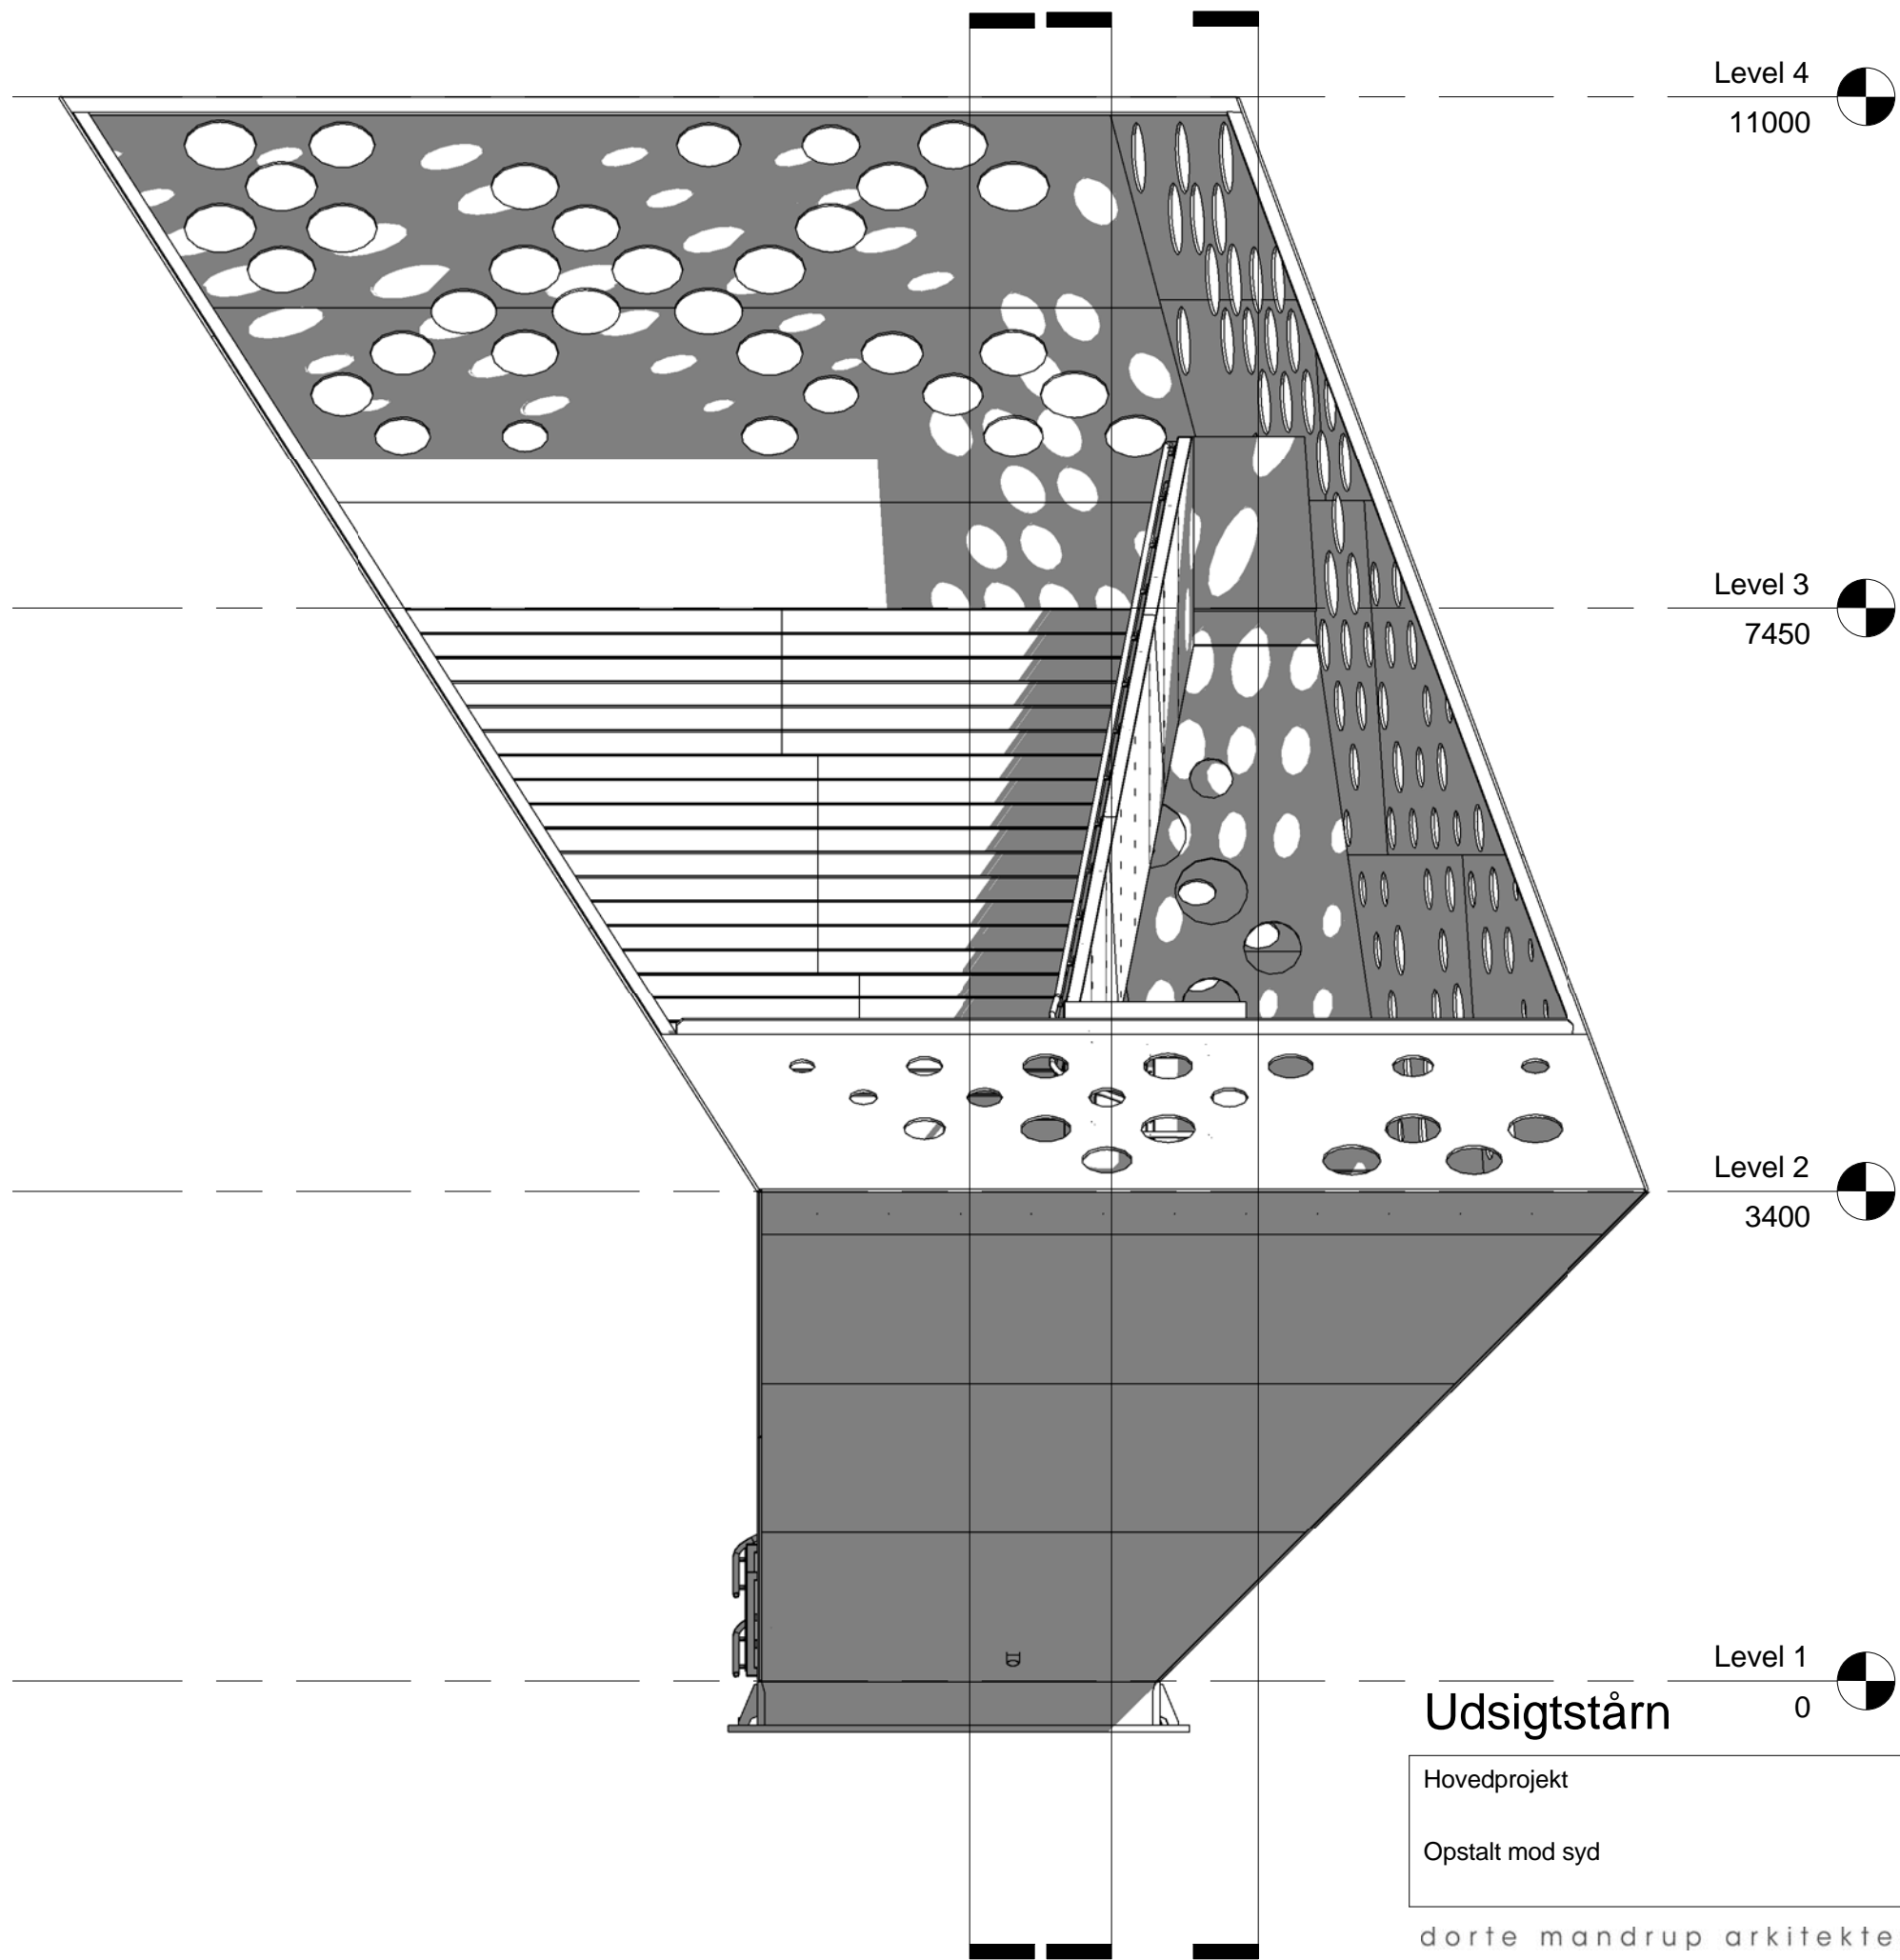 Level 4
11000
Level 3
7450
Level 2
3400
Level 1
0
Udsigtstårn
Hovedprojekt
Opstalt mod syd
dorte mandrup arkitekte